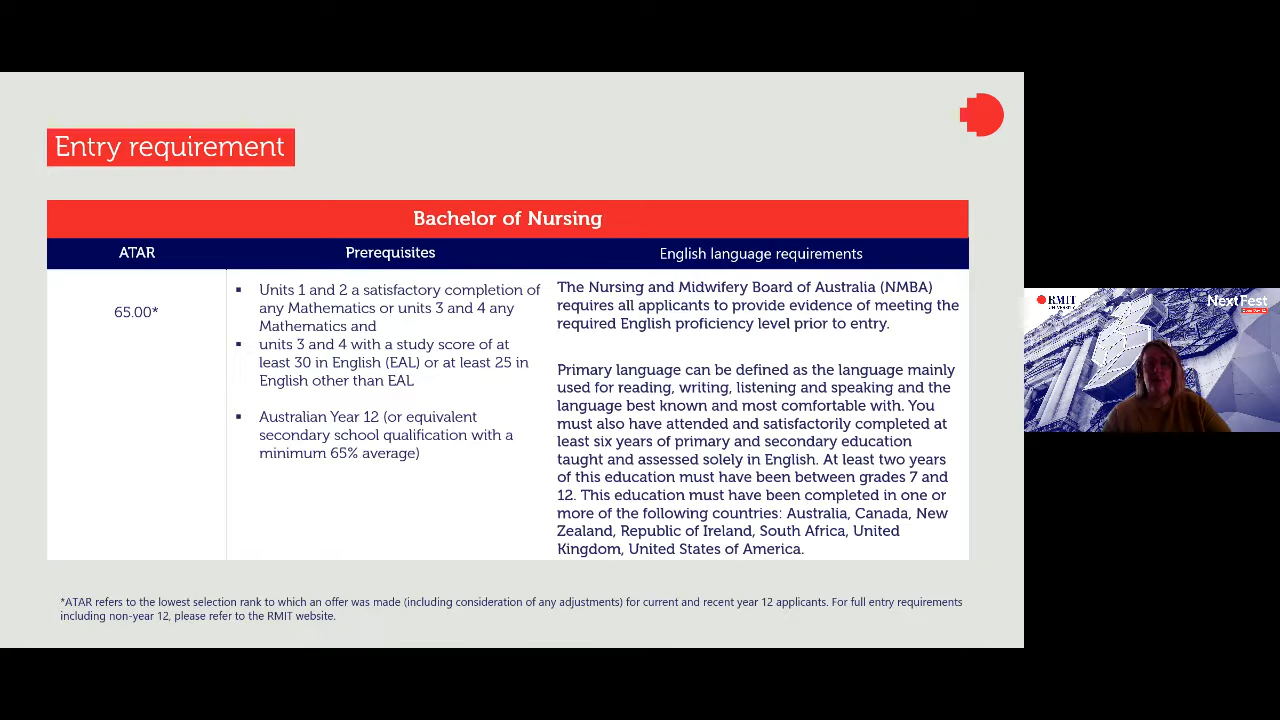 Entry requirement
Bachelor of Nursing
ATAR
Prerequisites
English language requirements
65.00*
▪ Units 1 and 2 a satisfactory completion of
any Mathematics or units 3 and 4 any
Mathematics and
▪ units 3 and 4 with a study score of at
least 30 in English (EAL) or at least 25 in
English other than EAL
▪ Australian Year 12 (or equivalent
secondary school qualification with a
minimum 65% average)
The Nursing and Midwifery Board of Australia (NMBA)
requires all applicants to provide evidence of meeting the
required English proficiency level prior to entry.
Primary language can be defined as the language mainly
used for reading, writing, listening and speaking and the
language best known and most comfortable with. You
must also have attended and satisfactorily completed at
least six years of primary and secondary education
taught and assessed solely in English. At least two years
of this education must have been between grades 7 and
12. This education must have been completed in one or
more of the following countries: Australia, Canada, New
Zealand, Republic of Ireland, South Africa, United
Kingdom, United States of America.
*ATAR refers to the lowest selection rank to which an offer was made (including consideration of any adjustments) for current and recent year 12 applicants. For full entry requirements
including non-year 12, please refer to the RMIT website.
RMIT
UNIVERSITY
NextFest